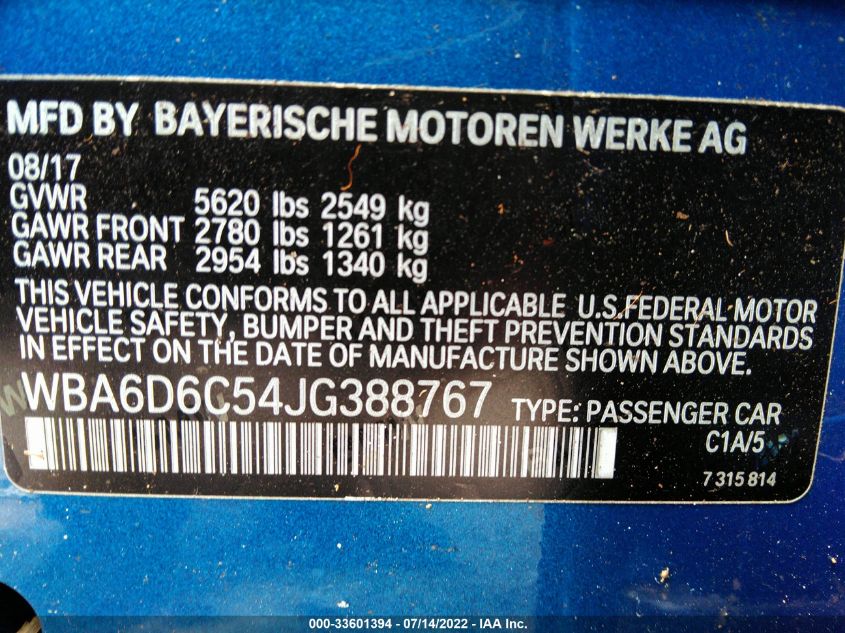 MFD BY BAYERISCHE MOTOREN WERKE AG
08/17
GVWR 5620 lbs 2549 kg
GAWR FRONT 2780 lbs 1261 kg
GAWR REAR 2954 lbs 1340 kg
THIS VEHICLE CONFORMS TO ALL APPLICABLE U.S.FEDERAL MOTOR
VEHICLE SAFETY, BUMPER AND THEFT PREVENTION STANDARDS
IN EFFECT ON THE DATE OF MANUFACTURE SHOWN ABOVE.
WBA6D6C54JG388767 TYPE: PASSENGER CAR
C1A/5
7 315 814
000-33601394 - 07/14/2022 - IAA Inc.